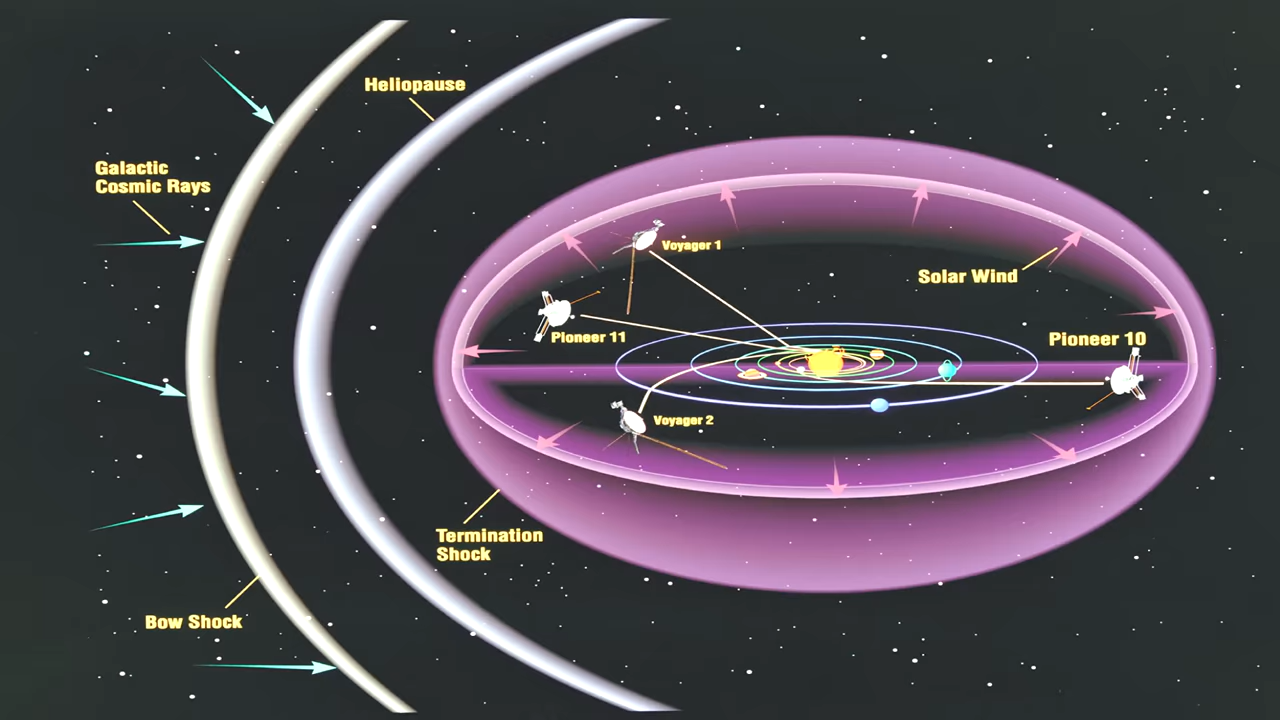 Heliopause
Galactic
Cosmic Rays
Voyager 1
Solar Wind
Pioneer 11
Pioneer 10
Voyager 2
Termination
Shock
Bow Shock